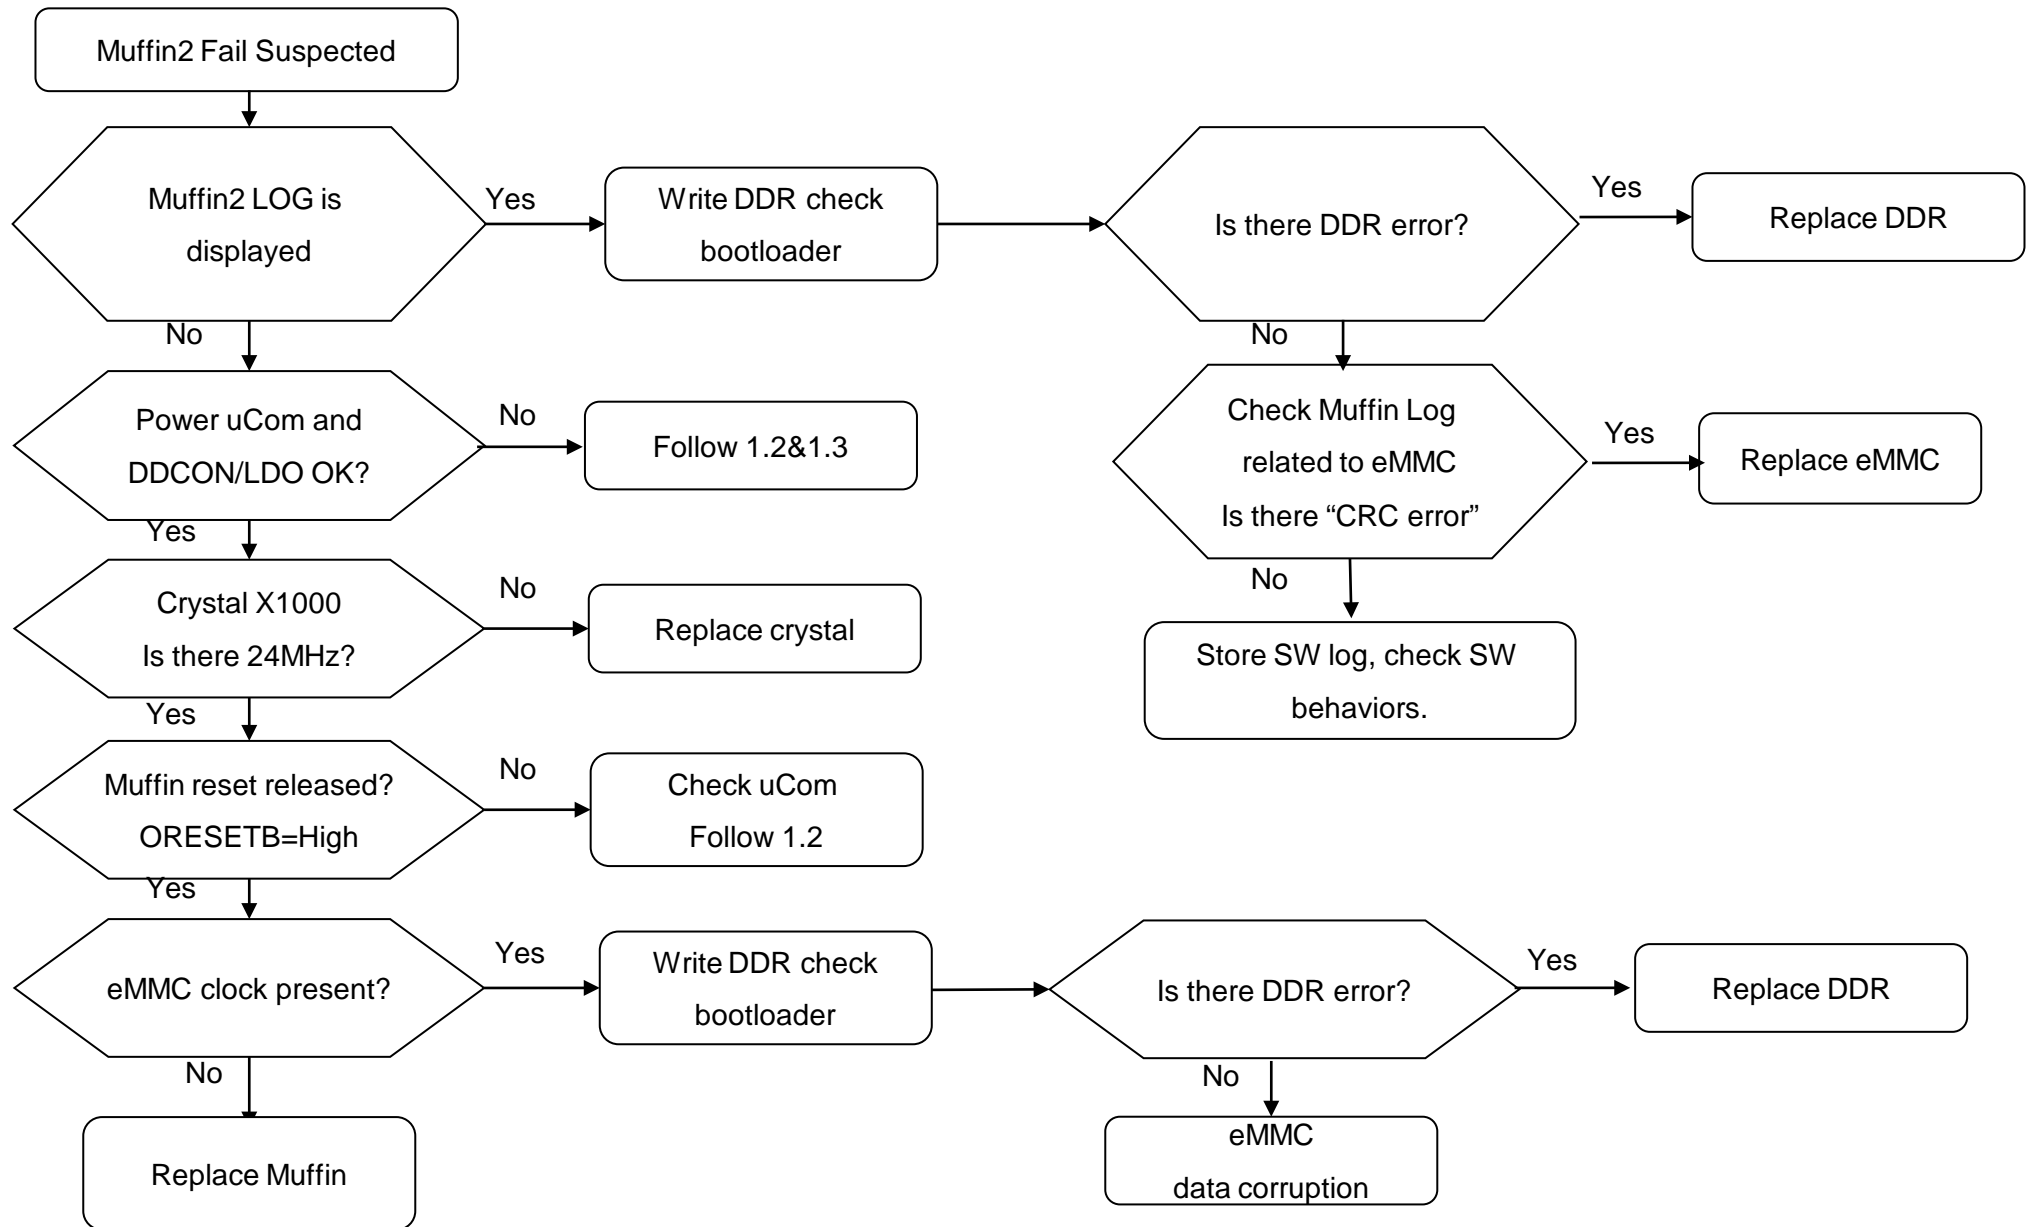 Muffin2 Fail Suspected
Muffin2 LOG is
displayed
Yes
Write DDR check
bootloader
Is there DDR error?
Yes
Replace DDR
No
No
Power uCom and
DDCON/LDO OK?
No
Follow 1.2&1.3
Check Muffin Log
related to eMMC
Is there “CRC error”
Yes
Replace eMMC
Yes
No
Crystal X1000
Is there 24MHz?
No
Replace crystal
Store SW log, check SW
behaviors.
Yes
Muffin reset released?
ORESETB=High
No
Check uCom
Follow 1.2
Yes
eMMC clock present?
Yes
Write DDR check
bootloader
Is there DDR error?
Yes
Replace DDR
No
No
Replace Muffin
eMMC
data corruption